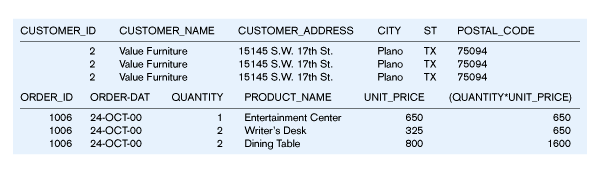 CUSTOMER_ID CUSTOMER_NAME CUSTOMER_ADDRESS CITY ST POSTAL_CODE
2 Value Furniture 15145 S.W. 17th St. Plano TX 75094
2 Value Furniture 15145 S.W. 17th St. Plano TX 75094
2 Value Furniture 15145 S.W. 17th St. Plano TX 75094
ORDER_ID ORDER-DAT QUANTITY PRODUCT_NAME UNIT_PRICE (QUANTITY*UNIT_PRICE)
1006 24-OCT-00 1 Entertainment Center 650 650
1006 24-OCT-00 2 Writer's Desk 325 650
1006 24-OCT-00 2 Dining Table 800 1600